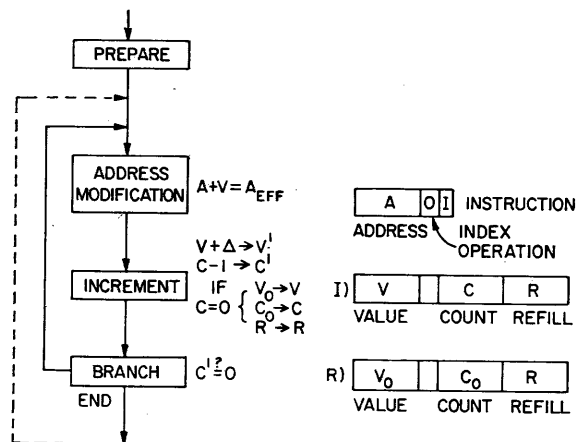 PREPARE
ADDRESS
MODIFICATION
A+V=A_EFF
V+Δ→V'
C-1→C'
INCREMENT
IF
C=0 { V₀→V
C₀→C
R→R
BRANCH
C'≟0
END
A O I INSTRUCTION
ADDRESS INDEX
OPERATION
I) V C R
VALUE COUNT REFILL
R) V₀ C₀ R
VALUE COUNT REFILL